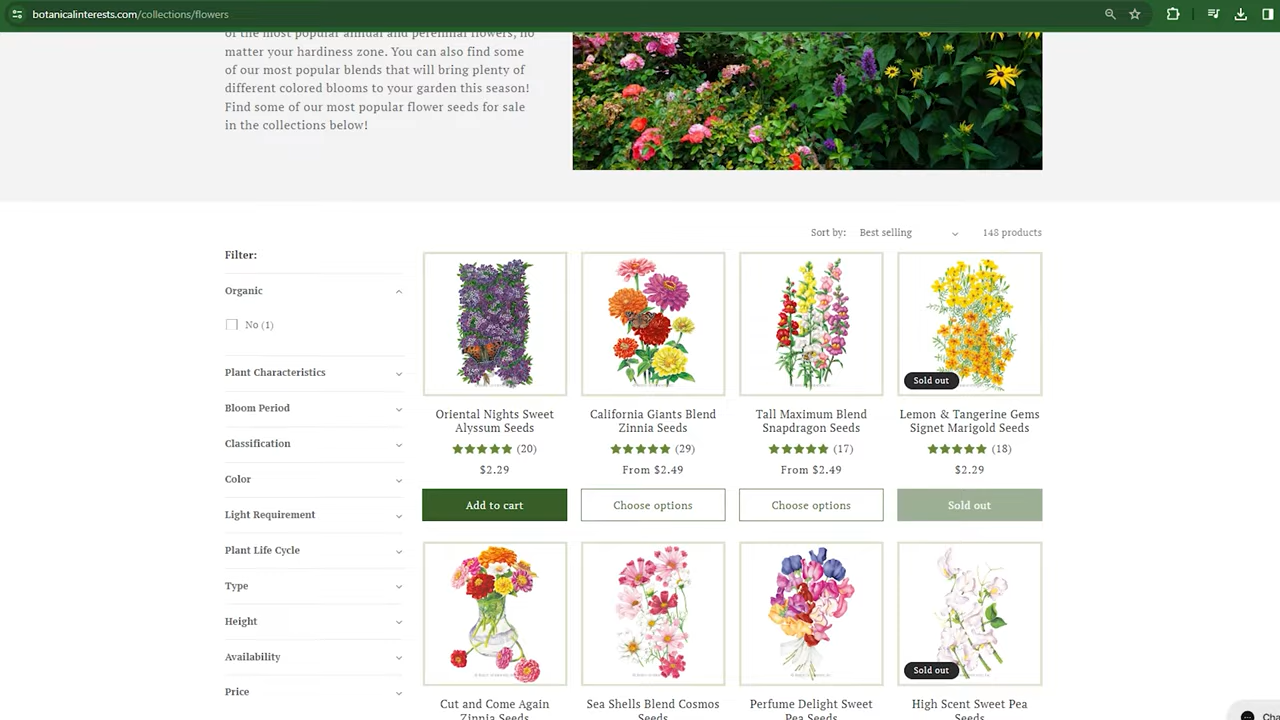 botanicalinterests.com/collections/flowers
of the most popular annual and perennial flowers, no
matter your hardiness zone. You can also find some
of our most popular blends that will bring plenty of
different colored blooms to your garden this season!
Find some of our most popular flower seeds for sale
in the collections below!
Sort by: Best selling 148 products
Filter:
Organic
No (1)
Plant Characteristics
Bloom Period
Classification
Color
Light Requirement
Plant Life Cycle
Type
Height
Availability
Price
Oriental Nights Sweet
Alyssum Seeds
(20)
$2.29
Add to cart
California Giants Blend
Zinnia Seeds
(29)
From $2.49
Choose options
Tall Maximum Blend
Snapdragon Seeds
(17)
From $2.49
Choose options
Sold out
Lemon & Tangerine Gems
Signet Marigold Seeds
(18)
$2.29
Sold out
Cut and Come Again
Zinnia Seeds
Sea Shells Blend Cosmos
Seeds
Perfume Delight Sweet
Pea Seeds
Sold out
High Scent Sweet Pea
Seeds